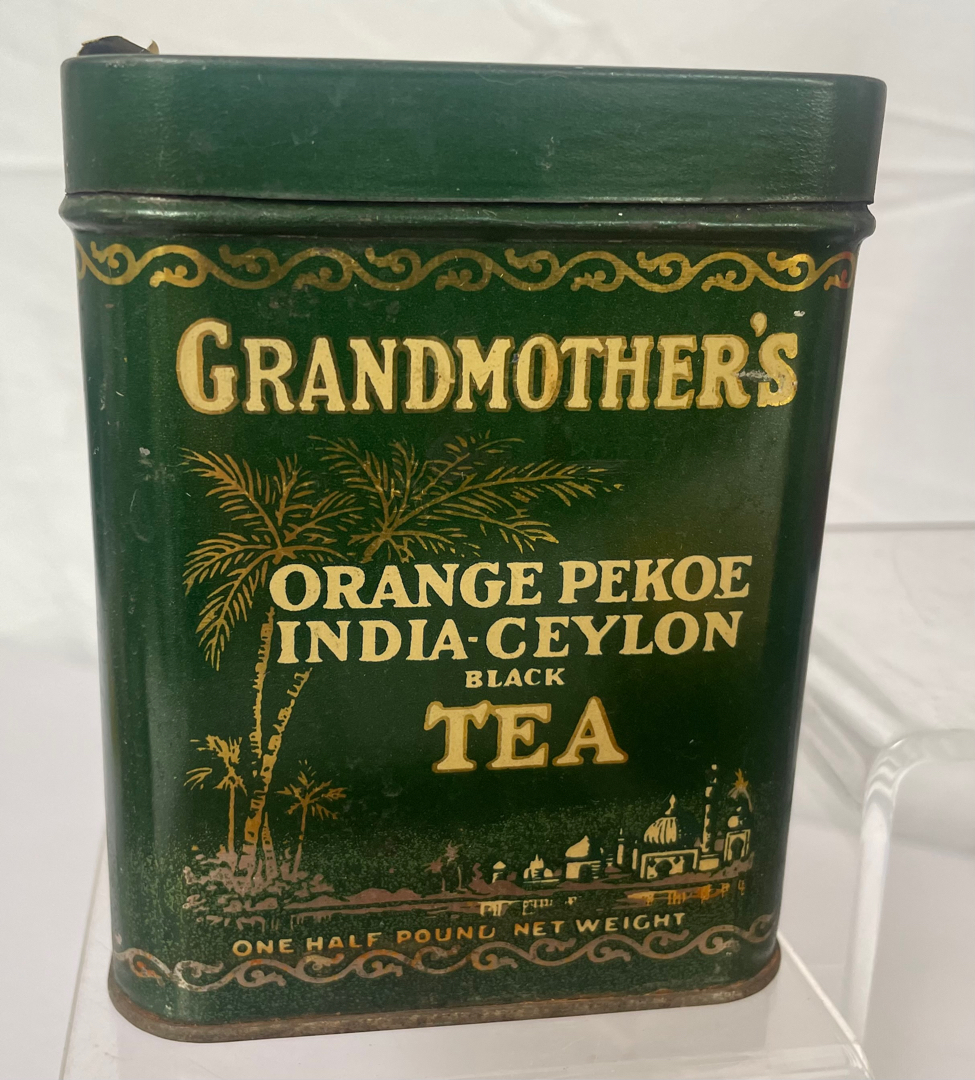 GRANDMOTHER'S
ORANGE PEKOE
INDIA-CEYLON
BLACK
TEA
ONE HALF POUND NET WEIGHT